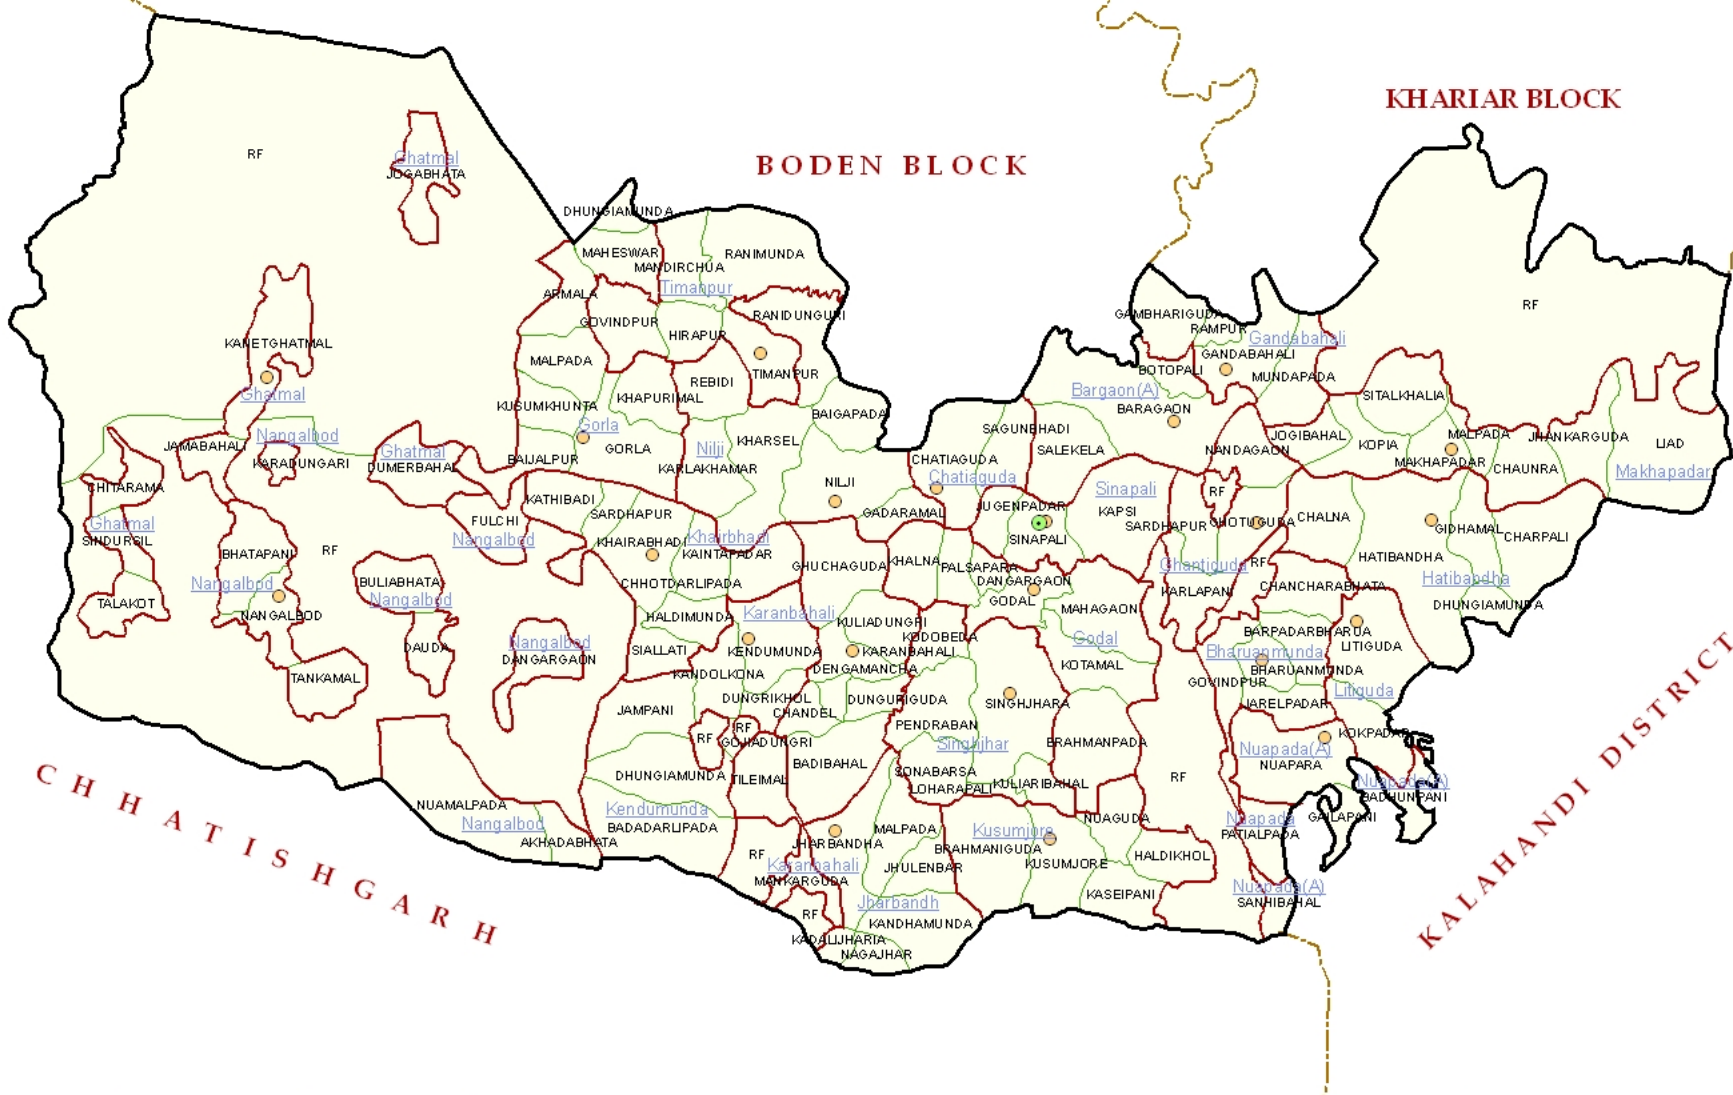 KHARIAR BLOCK
BODEN BLOCK
RF
Ghatmal
JOGABHATA
DHUNGIAMUNDA
MAHESWAR
MANDIRCHUA
RANIMUNDA
Timanpur
ARMALA
GOVINDPUR
HIRAPUR
RANIDUNGURI
KANETGHATMAL
Ghatmal
MALPADA
REBIDI
TIMANPUR
KHAPURIMAL
KUSUMKHUNTA
Gorla
GORLA
BAIJALPUR
Nilji
KHARSEL
KARLAKHAMAR
BAIGAPADA
NILJI
GADARAMAL
GAMBHARIGUDA
RAMPUR
Gandabahali
GANDABAHALI
BOTOPALI
MUNDAPADA
Bargaon(A)
BARAGAON
RF
SITALKHALIA
SAGUNBHADI
SALEKELA
NANDAGAON
JOGIBAHAL
KOPIA
MALPADA
MAKHAPADAR
JHANKARGUDA
CHAUNRA
LIAD
Makhapadar
CHATIAGUDA
Chatiaguda
JUGENPADAR
SINAPALI
Sinapali
KAPSI
SARDHAPUR
RF
GHOTUGUDA
CHALNA
GIDHAMAL
CHARPALI
HATIBANDHA
Hatibandha
DHUNGIAMUNDA
JAMABAHALI
Nangalbod
KARADUNGARI
Ghatmal
DUMERBAHAL
CHITARAMA
Ghatmal
SINDURSIL
TALAKOT
BHATAPANI
Nangalbod
NANGALBOD
RF
FULCHI
Nangalbod
BULIABHATA
Nangalbod
DAUDA
TANKAMAL
Nangalbod
DANGARGAON
KATHIBADI
SARDHAPUR
KHAIRABHADI
Khairbhadi
KAINTAPADAR
CHHOTDARLIPADA
HALDIMUNDA
SIALLATI
GHUCHAGUDA
KHALNA
PALSAPARA
DANGARGAON
GODAL
MAHAGAON
Godal
KOTAMAL
Ghantiguda
KARLAPANI
RF
CHANCHARABHATA
BARPADAR
BHARUA
LITIGUDA
Bharuanmunda
BHARUANMUNDA
GOVINDPUR
Litiguda
JARELPADAR
KOKPADAR
Nuapada(A)
NUAPARA
Nuapada(A)
BADHUNPANI
GAILAPANI
Nuapada
PATIALPADA
Nuapada(A)
SANHIBAHAL
Karanbahali
KULIADUNGRI
KODOBEDA
KENDUMUNDA
KARANBAHALI
DENGAMANCHA
KANDOLKONA
DUNGRIKHOL
CHANDEL
DUNGURIGUDA
JAMPANI
RF
RF
GOJIADUNGRI
DHUNGIAMUNDA
TILEIMAL
BADIBAHAL
Kendumunda
BADADARLIPADA
SINGHJHARA
PENDRABAN
Singhjhar
BRAHMANPADA
SONABARSA
LOHARAPALI
KULIARIBAHAL
RF
NUAMALPADA
Nangalbod
AKHADABHATA
RF
JHARBANDHA
Karanbahali
MANKARGUDA
MALPADA
JHULENBAR
Jharbandh
KANDHAMUNDA
RF
KADALIJHARIA
NAGAJHAR
Kusumjore
BRAHMANIGUDA
KUSUMJORE
NUAGUDA
HALDIKHOL
KASEIPANI
CHHATISHGARH
KALAHANDI DISTRICT